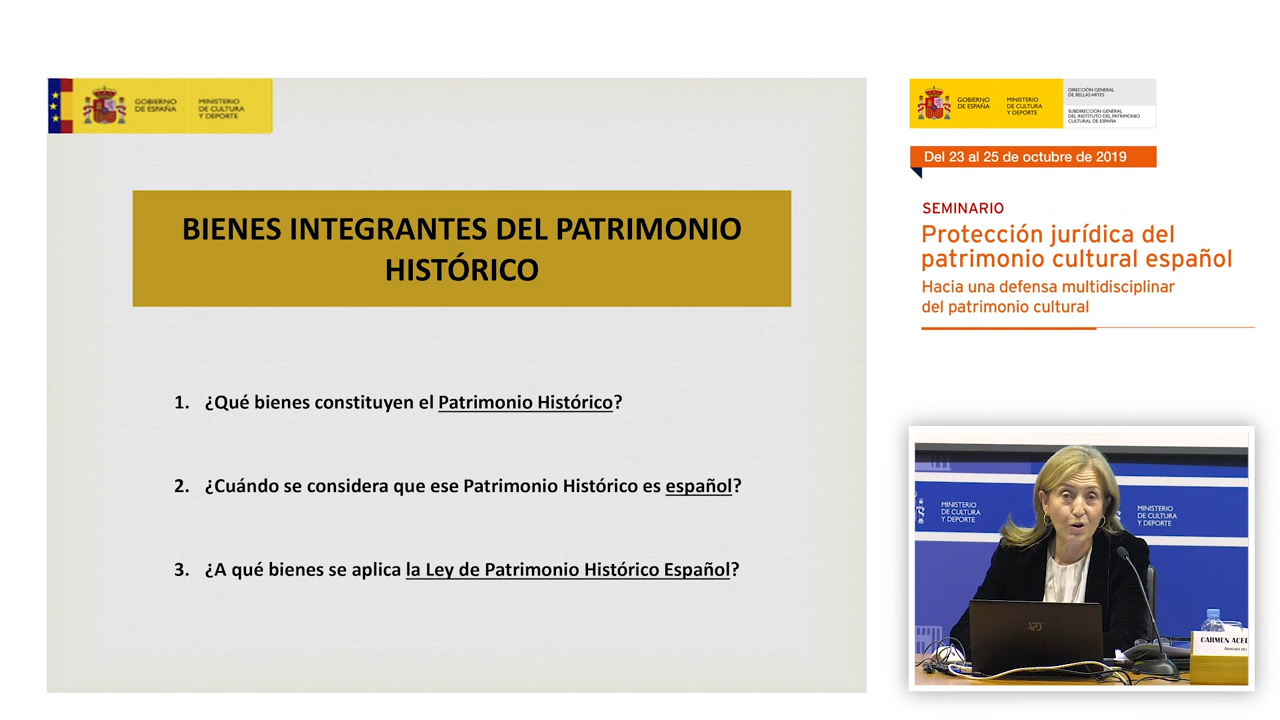 GOBIERNO
DE ESPAÑA
MINISTERIO
DE CULTURA
Y DEPORTE
BIENES INTEGRANTES DEL PATRIMONIO
HISTÓRICO
1. ¿Qué bienes constituyen el Patrimonio Histórico?
2. ¿Cuándo se considera que ese Patrimonio Histórico es español?
3. ¿A qué bienes se aplica la Ley de Patrimonio Histórico Español?
GOBIERNO
DE ESPAÑA
MINISTERIO
DE CULTURA
Y DEPORTE
DIRECCIÓN GENERAL
DE BELLAS ARTES
SUBDIRECCIÓN GENERAL
DEL INSTITUTO DEL PATRIMONIO
CULTURAL DE ESPAÑA
Del 23 al 25 de octubre de 2019
SEMINARIO
Protección jurídica del
patrimonio cultural español
Hacia una defensa multidisciplinar
del patrimonio cultural
MINISTERIO
DE CULTURA
Y DEPORTE
MINISTERIO
DE CULTURA
Y DEPORTE
CARMEN ACED